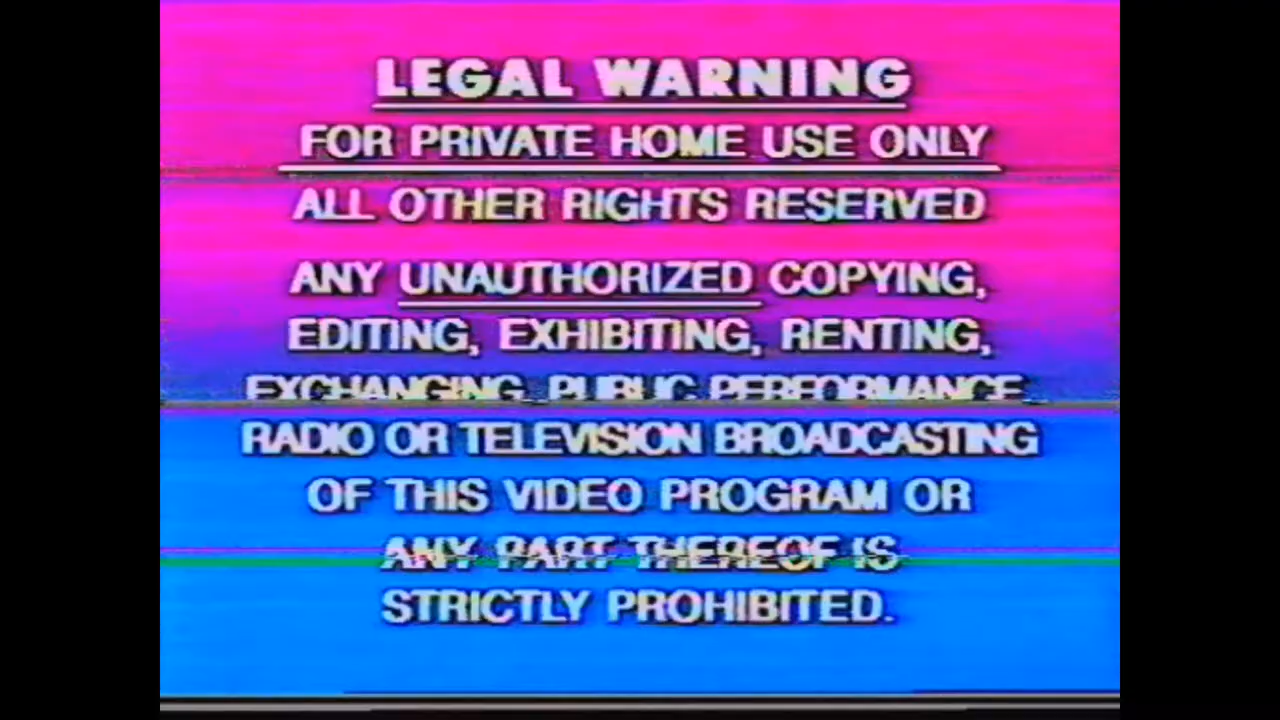 LEGAL WARNING
FOR PRIVATE HOME USE ONLY
ALL OTHER RIGHTS RESERVED
ANY UNAUTHORIZED COPYING,
EDITING, EXHIBITING, RENTING,
EXCHANGING, PUBLIC PERFORMANCE,
RADIO OR TELEVISION BROADCASTING
OF THIS VIDEO PROGRAM OR
ANY PART THEREOF IS
STRICTLY PROHIBITED.